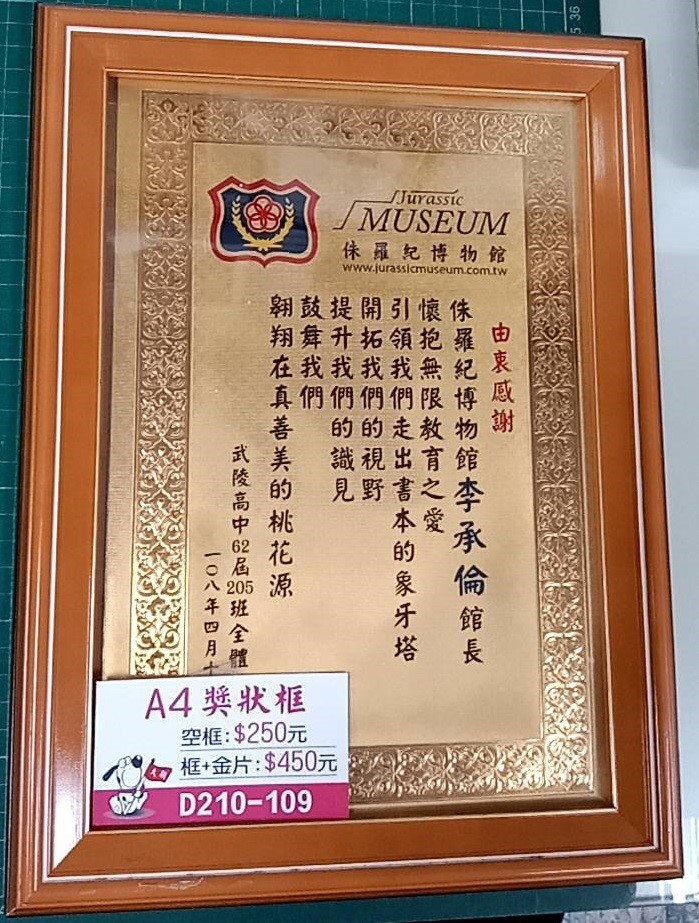 Jurassic
MUSEUM
侏羅紀博物館
www.jurassicmuseum.com.tw
由衷感謝
侏羅紀博物館李承倫館長
懷抱無限教育之愛
引領我們走出書本的象牙塔
開拓我們的視野
提升我們的識見
鼓舞我們
翱翔在真善美的桃花源
武陵高中62屆205班全體
一〇八年四月十
A4獎狀框
空框:$250元
框+金片:$450元
D210-109
36